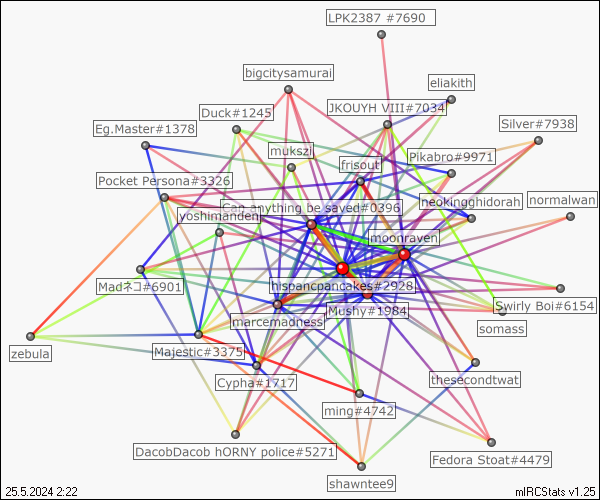 LPK2387 #7690
bigcitysamurai
eliakith
Duck#1245
JKOUYH VIII#7034
Eg.Master#1378
Silver#7938
mukszi
frisout
Pikabro#9971
Pocket Persona#3326
neokingghidorah
normalwan
yoshimanden
Can anything be saved#0396
moonraven
Madネコ#6901
hispancpancakes#2928
Mushy#1984
Swirly Boi#6154
marcemadness
somass
zebula
Majestic#3375
Cypha#1717
thesecondtwat
ming#4742
DacobDacob hORNY police#5271
Fedora Stoat#4479
shawntee9
25.5.2024 2:22
mIRCStats v1.25